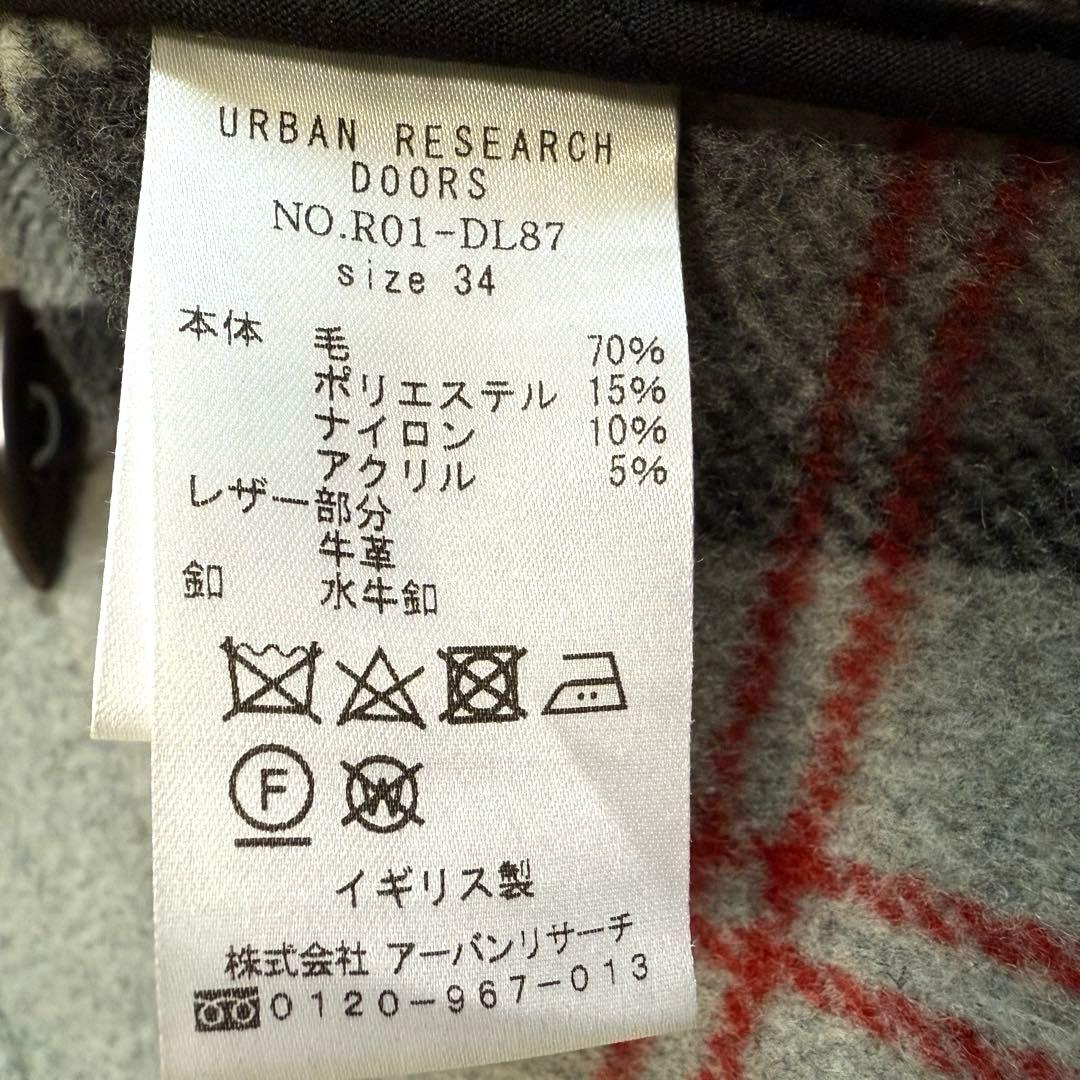 URBAN RESEARCH
DOORS
NO.R01-DL87
size 34
本体 毛 70%
ポリエステル 15%
ナイロン 10%
アクリル 5%
レザー部分
牛革
釦 水牛釦
F W
イギリス製
株式会社 アーバンリサーチ
0120-967-013